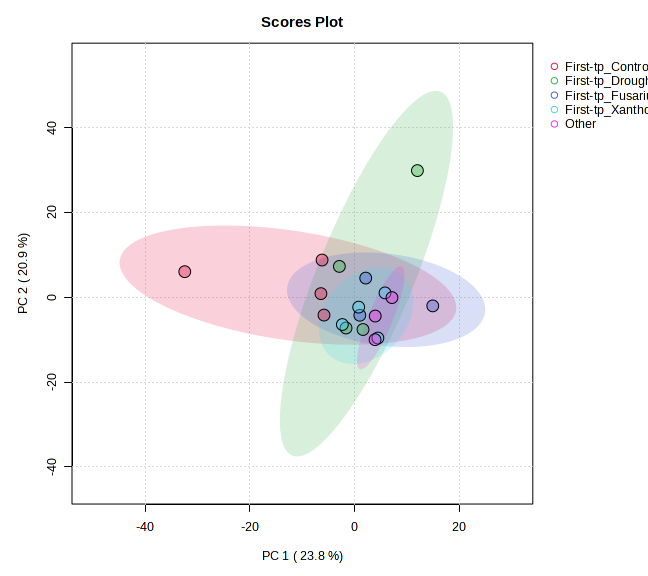 Scores Plot
First-tp_Contro
First-tp_Drough
First-tp_Fusari
First-tp_Xantho
Other
PC 2 ( 20.9 %)
40
20
0
-20
-40
-40
-20
0
20
PC 1 ( 23.8 %)